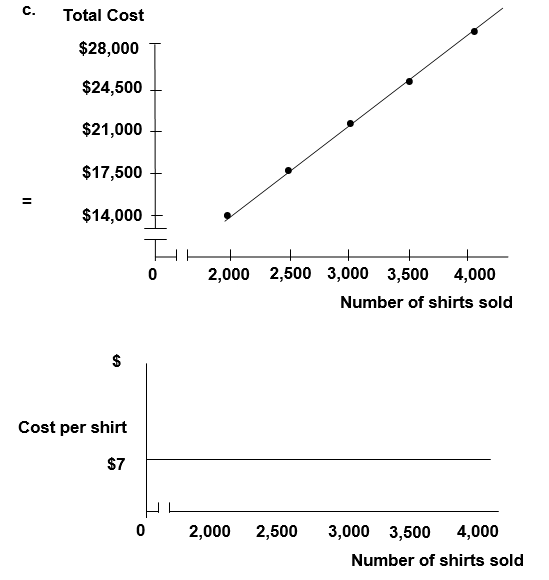 c. Total Cost
$28,000
$24,500
$21,000
$17,500
=
$14,000
0 2,000 2,500 3,000 3,500 4,000
Number of shirts sold
$
Cost per shirt
$7
0 2,000 2,500 3,000 3,500 4,000
Number of shirts sold